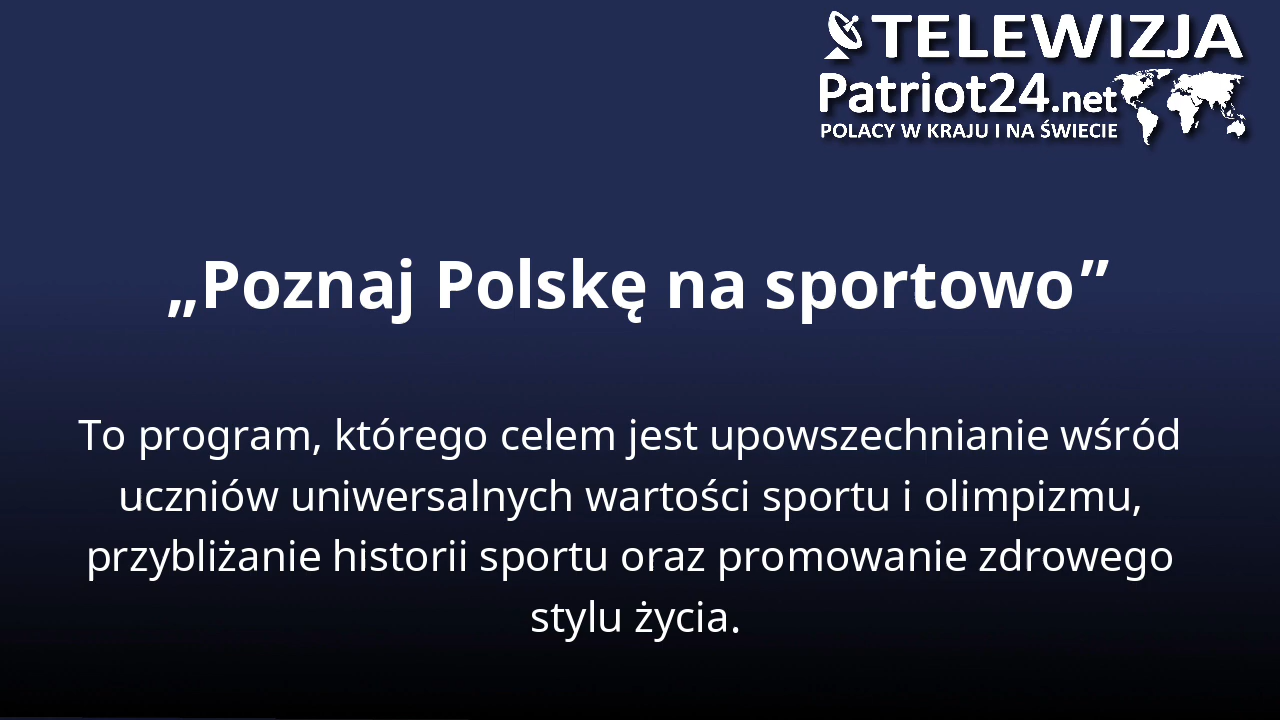 TELEWIZJA
Patriot24.net
POLACY W KRAJU I NA ŚWIECIE
„Poznaj Polskę na sportowo”
To program, którego celem jest upowszechnianie wśród
uczniów uniwersalnych wartości sportu i olimpizmu,
przybliżanie historii sportu oraz promowanie zdrowego
stylu życia.